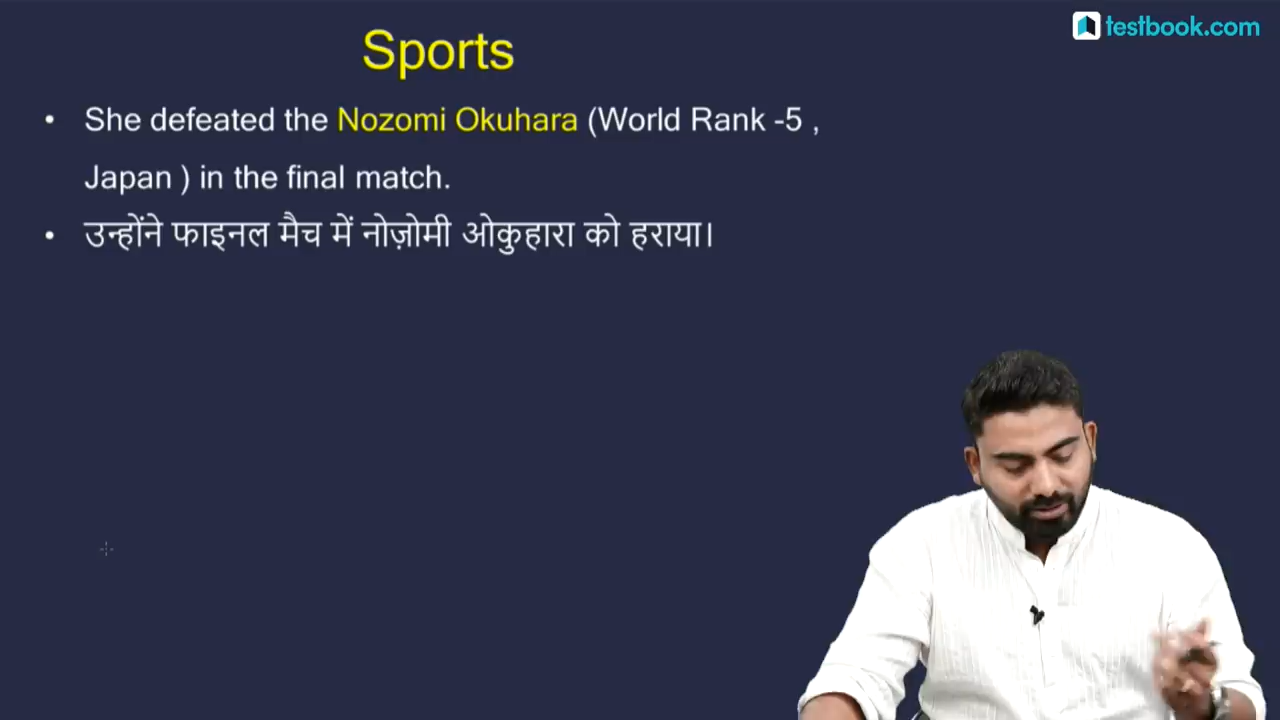 testbook.com
Sports
• She defeated the Nozomi Okuhara (World Rank -5 ,
Japan ) in the final match.
• उन्होंने फाइनल मैच में नोज़ोमी ओकुहारा को हराया।